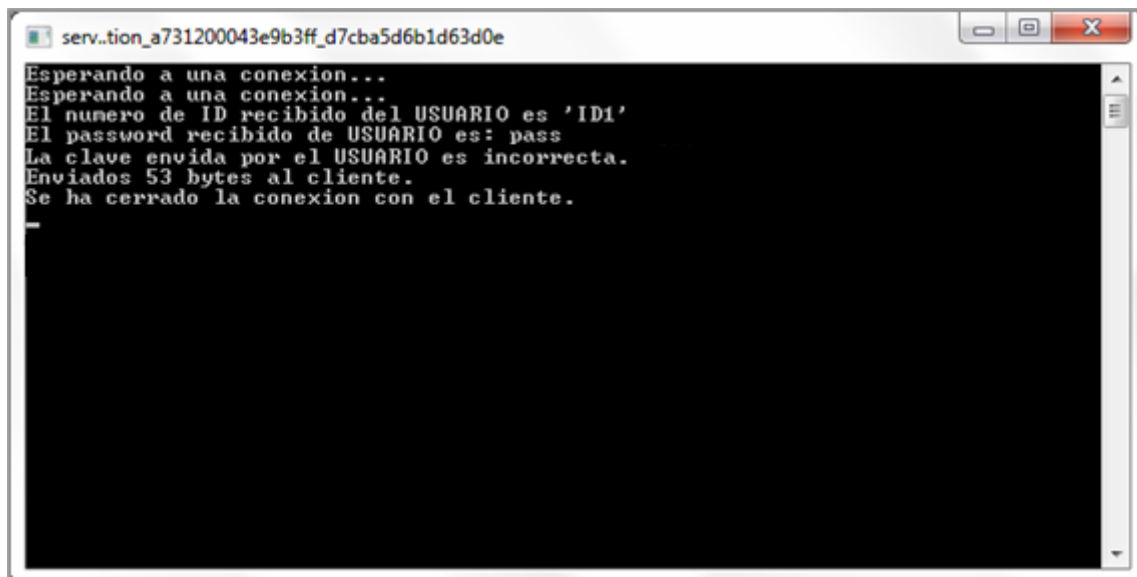 serv..tion_a731200043e9b3ff_d7cba5d6b1d63d0e
Esperando a una conexion...
Esperando a una conexion...
El numero de ID recibido del USUARIO es 'ID1'
El password recibido de USUARIO es: pass
La clave envida por el USUARIO es incorrecta.
Enviados 53 bytes al cliente.
Se ha cerrado la conexion con el cliente.